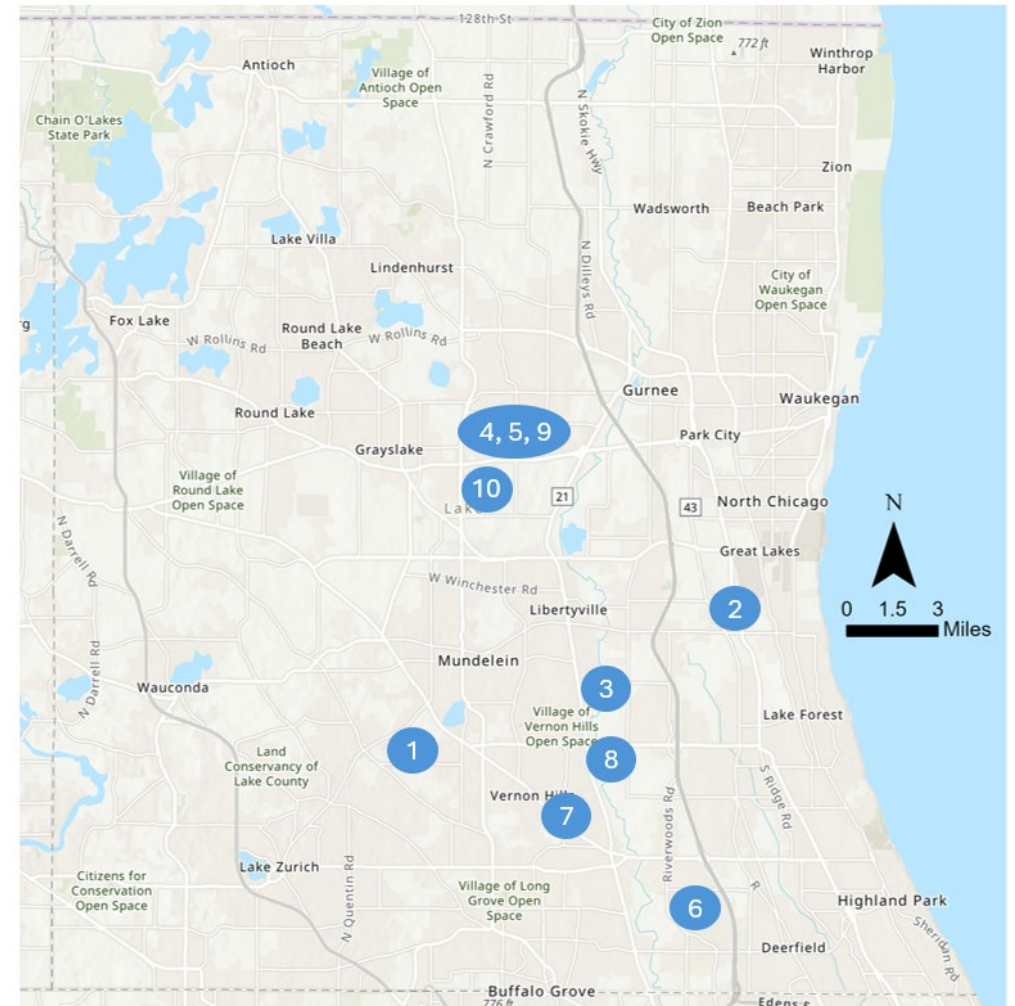 128th St
City of Zion
Open Space
772 ft
Winthrop
Harbor
Antioch
Village of
Antioch Open
Space
N Crawford Rd
N Skokie Hwy
Chain O'Lakes
State Park
Zion
Wadsworth
Beach Park
Lake Villa
N Dilleys Rd
Lindenhurst
City of
Waukegan
Open Space
rg
Fox Lake
W Rollins Rd
Round Lake
Beach
W Rollins Rd
Gurnee
Waukegan
Round Lake
4, 5, 9
Park City
Grayslake
Village of
Round Lake
Open Space
10
21
43
North Chicago
N
Lake
N Darrell Rd
Great Lakes
W Winchester Rd
Libertyville
2
0 1.5 3
Miles
N Darrell Rd
Mundelein
Wauconda
3
Village of
Vernon Hills
Open Space
Lake Forest
1
8
Land
Conservancy of
Lake County
S Ridge Rd
Vernon Hills
7
Riverwoods Rd
Lake Zurich
N Quentin Rd
Citizens for
Conservation
Open Space
Village of Long
Grove Open
Space
R
6
Highland Park
Sheridan Rd
Deerfield
Buffalo Grove
776 ft
Edens